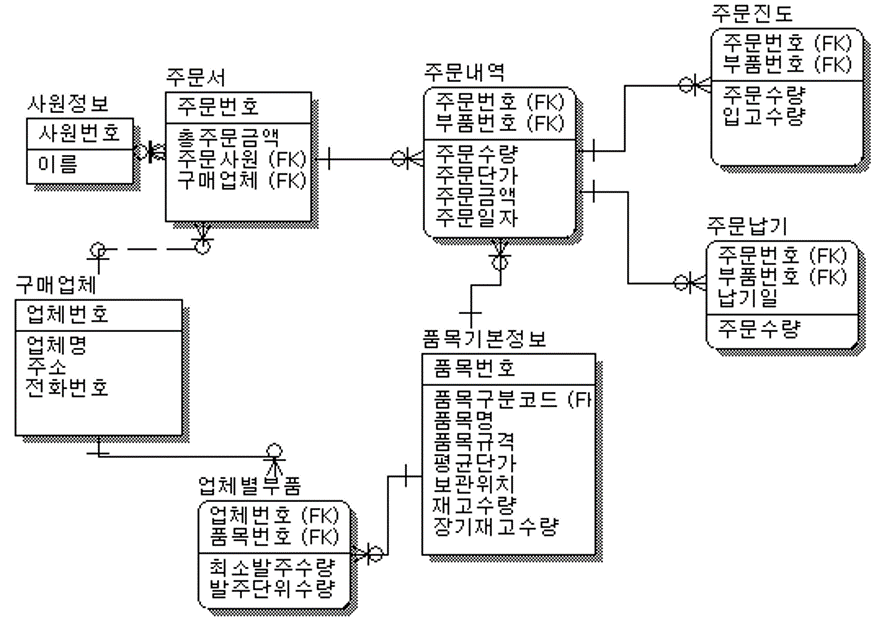 주문진도
주문번호 (FK)
부품번호 (FK)
주문수량
입고수량
주문내역
주문번호 (FK)
부품번호 (FK)
주문수량
주문단가
주문금액
주문일자
주문서
주문번호
총주문금액
주문사원 (FK)
구매업체 (FK)
사원정보
사원번호
이름
주문납기
주문번호 (FK)
부품번호 (FK)
납기일
주문수량
구매업체
업체번호
업체명
주소
전화번호
품목기본정보
품목번호
품목구분코드 (FK
품목명
품목규격
평균단가
보관위치
재고수량
장기재고수량
업체별부품
업체번호 (FK)
품목번호 (FK)
최소발주수량
발주단위수량